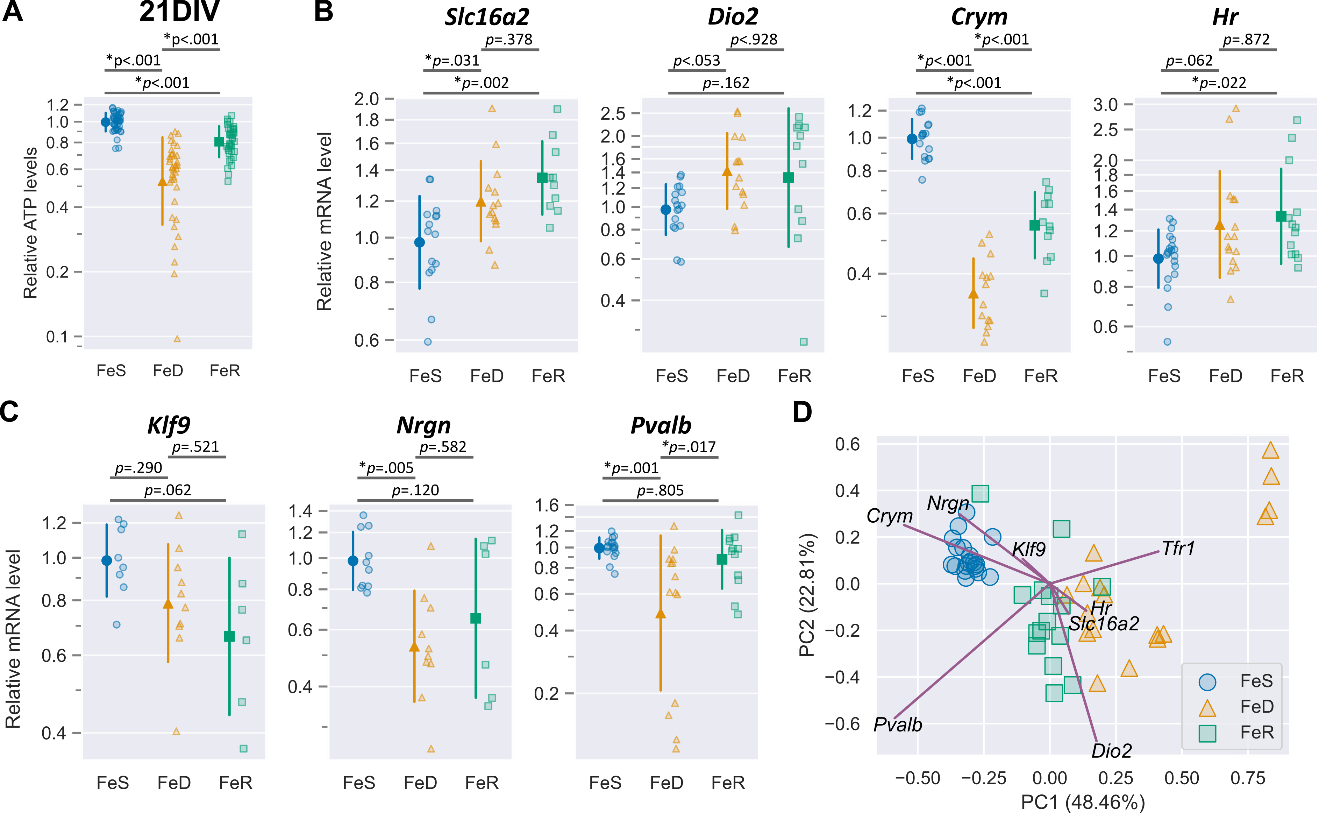 A
21DIV
*p<.001
*p<.001
*p<.001
Relative ATP levels
1.2
1.0
0.8
0.6
0.4
0.2
0.1
FeS FeD FeR
B
Slc16a2
p=.378
*p=.031
*p=.002
Relative mRNA level
2.0
1.8
1.6
1.4
1.2
1.0
0.8
0.6
FeS FeD FeR
Dio2
p<.928
p<.053
p=.162
2.5
2.0
1.6
1.4
1.2
1.0
0.8
0.6
0.4
FeS FeD FeR
Crym
*p<.001
*p<.001
*p<.001
1.2
1.0
0.8
0.6
0.4
FeS FeD FeR
Hr
p=.872
p=.062
*p=.022
3.0
2.5
2.0
1.8
1.6
1.4
1.2
1.0
0.8
0.6
FeS FeD FeR
C
Klf9
p=.521
p=.290
p=.062
Relative mRNA level
1.2
1.0
0.8
0.6
0.4
FeS FeD FeR
Nrgn
p=.582
*p=.005
p=.120
1.4
1.2
1.0
0.8
0.6
0.4
FeS FeD FeR
Pvalb
*p=.017
*p=.001
p=.805
1.6
1.2
1.0
0.8
0.6
0.4
0.2
FeS FeD FeR
D
PC2 (22.81%)
0.6
0.4
0.2
0.0
−0.2
−0.4
−0.6
Nrgn
Crym
Klf9
Tfr1
Hr
Slc16a2
Pvalb
Dio2
FeS
FeD
FeR
−0.50 −0.25 0.00 0.25 0.50 0.75
PC1 (48.46%)